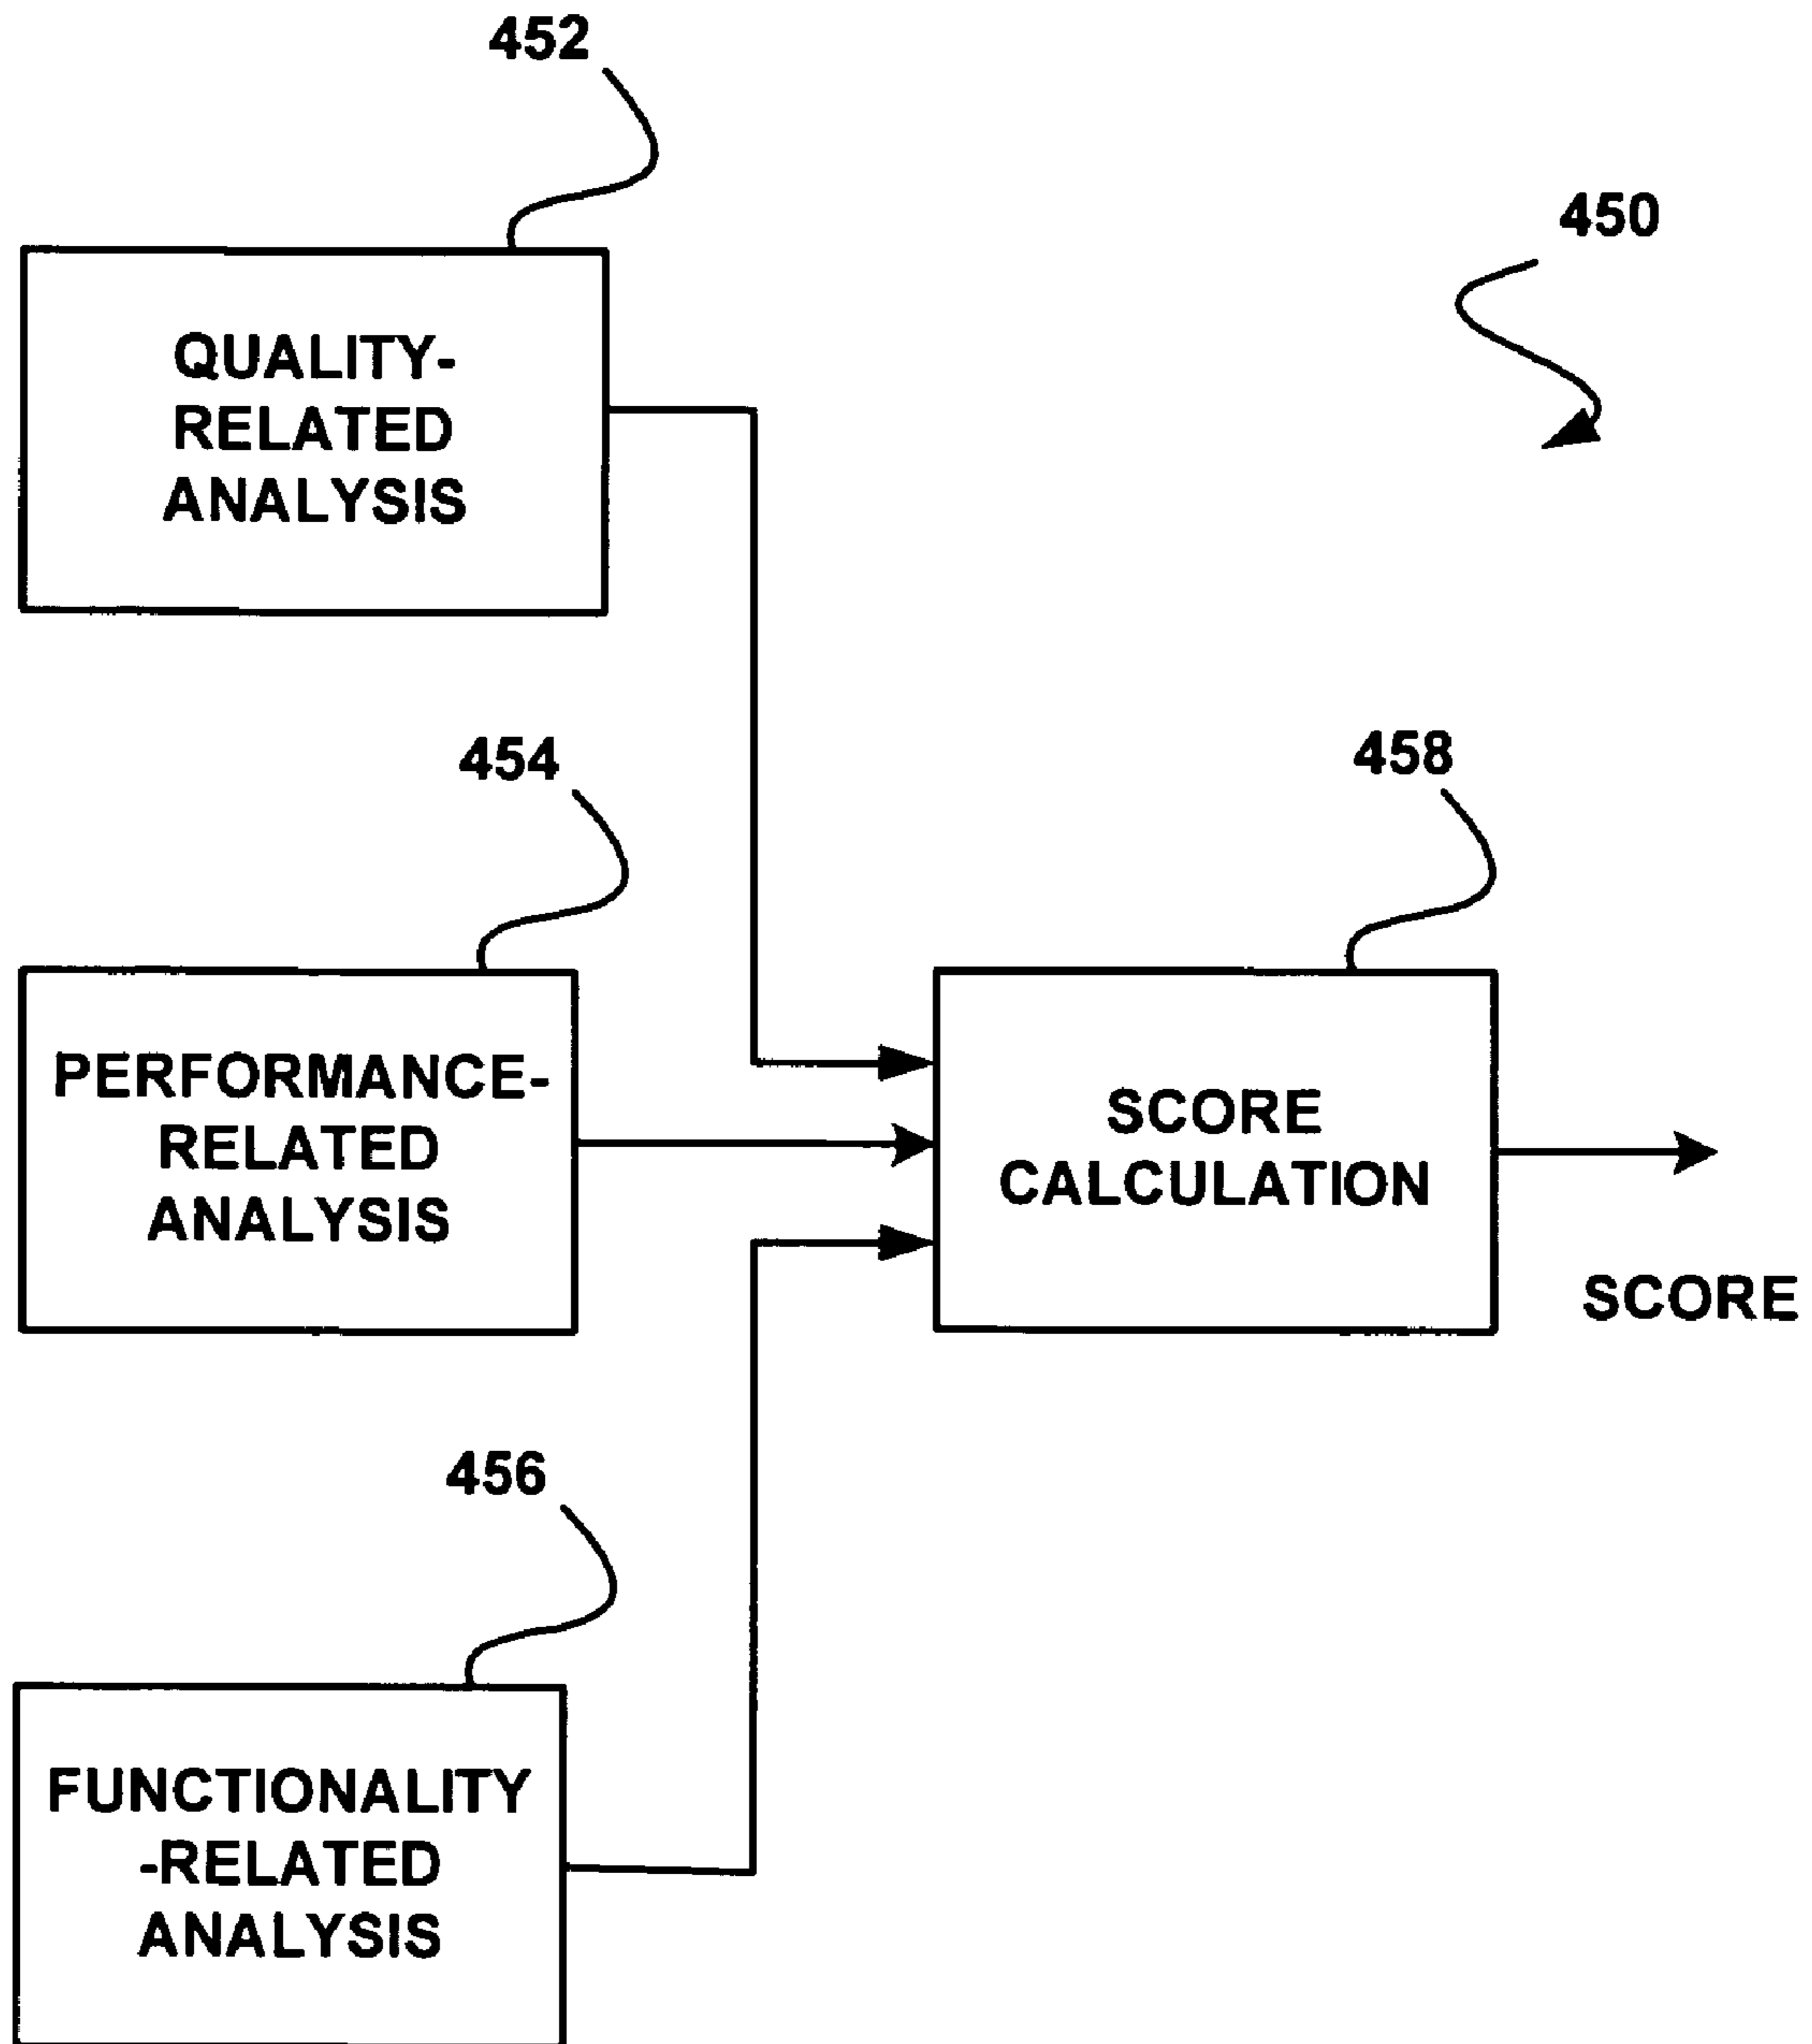 452
450
QUALITY-
RELATED
ANALYSIS
454
458
PERFORMANCE-
RELATED
ANALYSIS
SCORE
CALCULATION
SCORE
456
FUNCTIONALITY
-RELATED
ANALYSIS